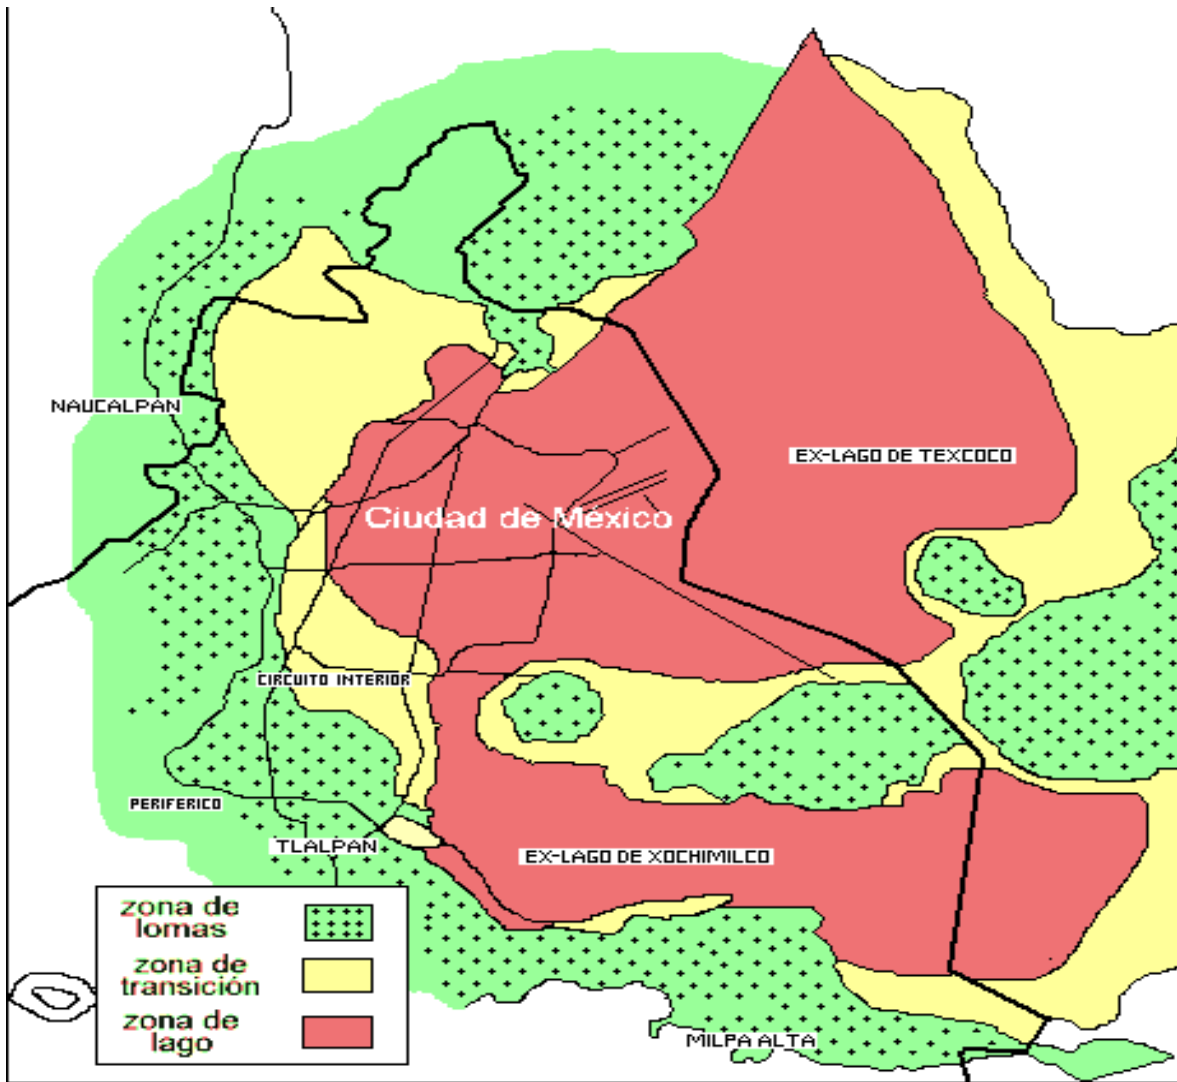 NAUCALPAN
EX-LAGO DE TEXCOCO
Ciudad de México
CIRCUITO INTERIOR
PERIFERICO
TLALPAN
EX-LAGO DE XOCHIMILCO
zona de
lomas
zona de
transición
zona de
lago
MILPA ALTA